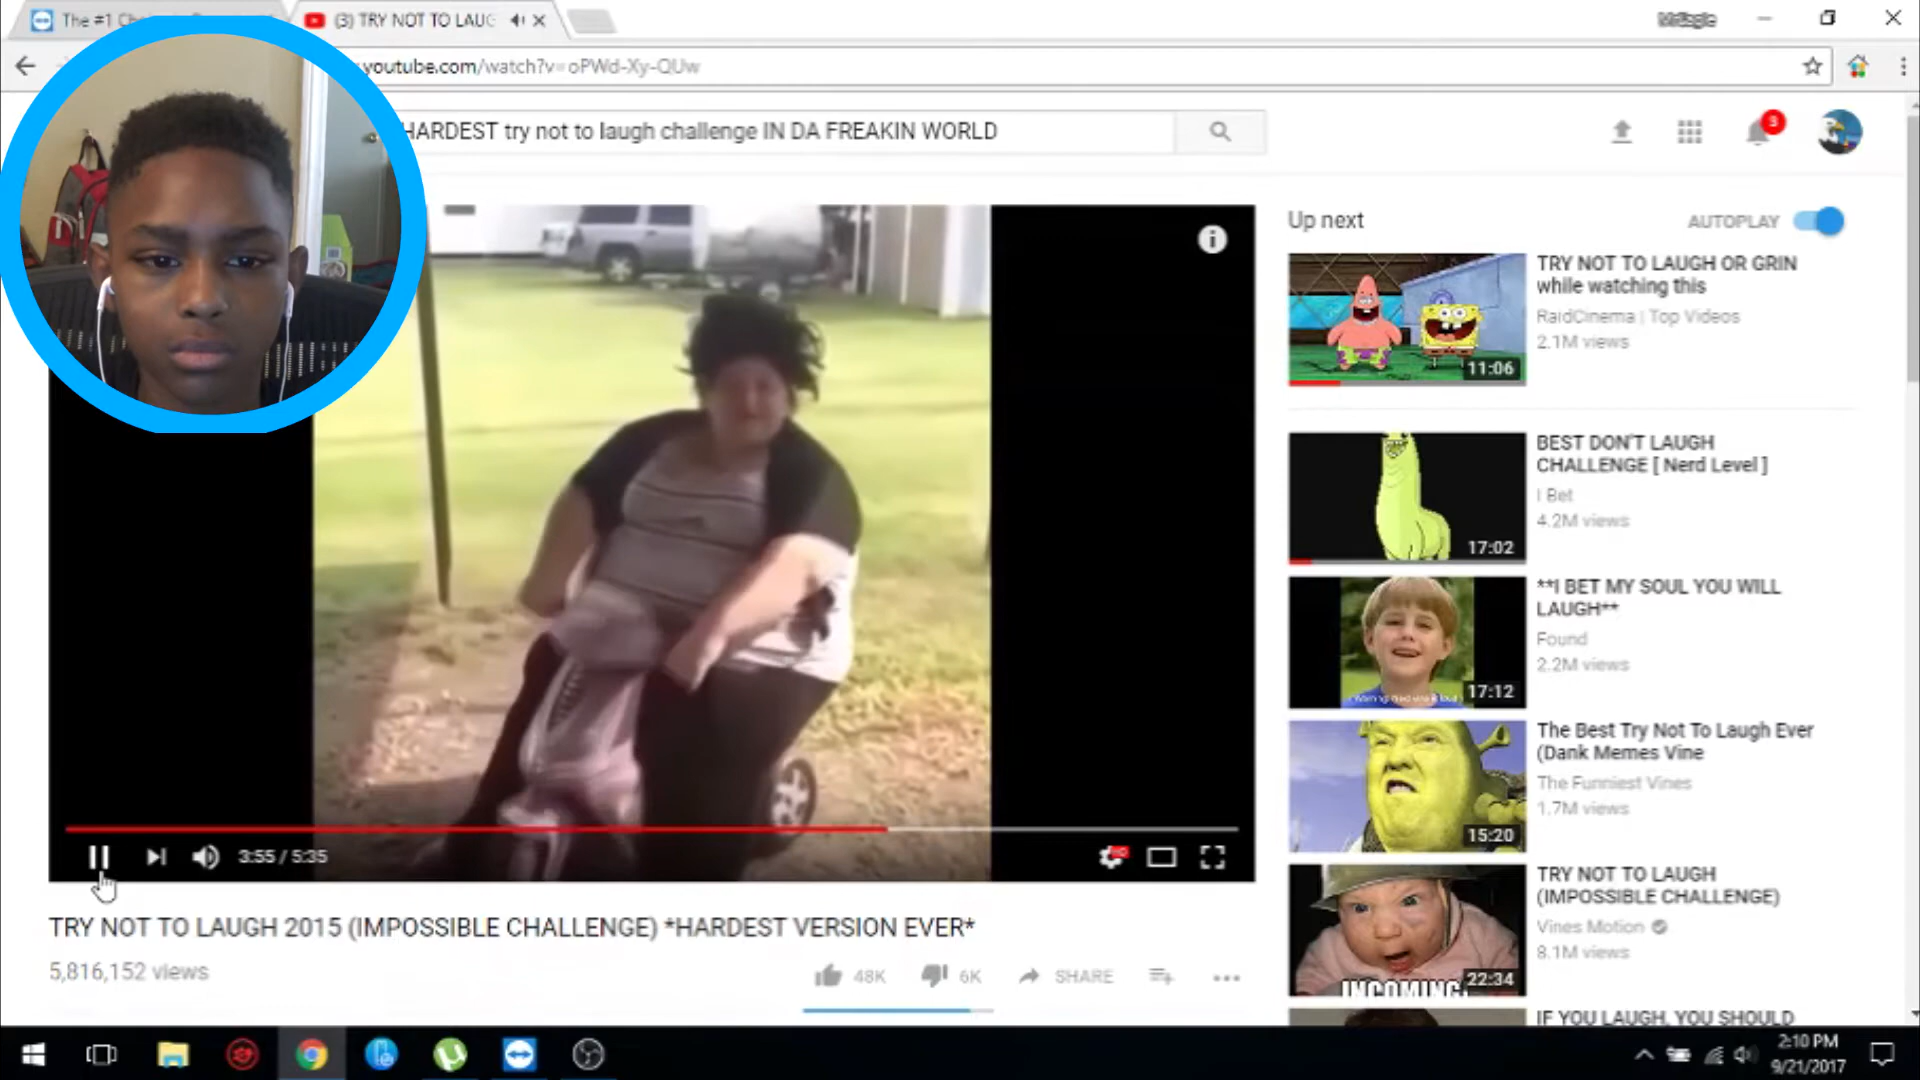 The #1 Ch
(3) TRY NOT TO LAUG
MrEagle
youtube.com/watch?v=oPWd-Xy-QUw
HARDEST try not to laugh challenge IN DA FREAKIN WORLD
3
Up next
AUTOPLAY
TRY NOT TO LAUGH OR GRIN
while watching this
RaidCinema | Top Videos
2.1M views
11:06
BEST DON'T LAUGH
CHALLENGE [ Nerd Level ]
I Bet
4.2M views
17:02
**I BET MY SOUL YOU WILL
LAUGH**
Found
2.2M views
17:12
The Best Try Not To Laugh Ever
(Dank Memes Vine
The Funniest Vines
1.7M views
15:20
TRY NOT TO LAUGH
(IMPOSSIBLE CHALLENGE)
Vines Motion
8.1M views
INCOMING!
22:34
IF YOU LAUGH, YOU SHOULD
3:55 / 5:35
HD
TRY NOT TO LAUGH 2015 (IMPOSSIBLE CHALLENGE) *HARDEST VERSION EVER*
5,816,152 views
48K
6K
SHARE
2:10 PM
9/21/2017